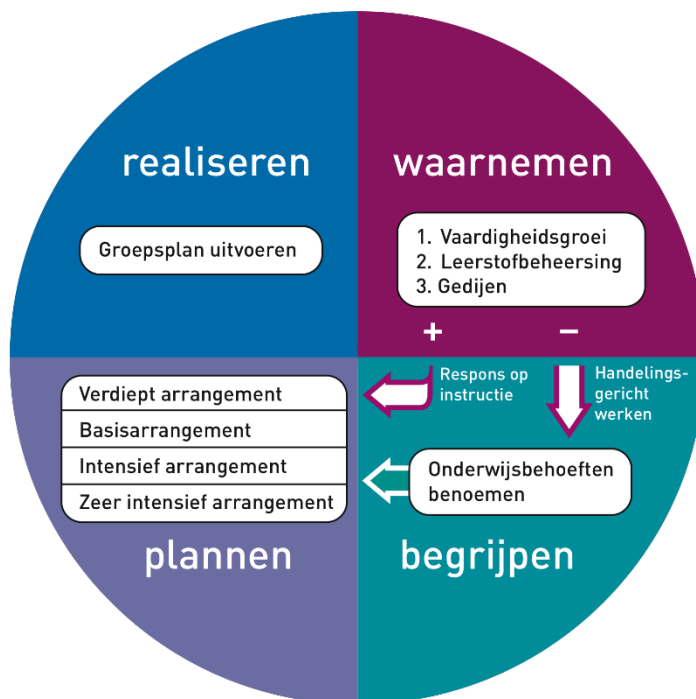 realiseren
Groepsplan uitvoeren
waarnemen
1. Vaardigheidsgroei
2. Leerstofbeheersing
3. Gedijen
+
−
Respons op
instructie
Handelings-
gericht
werken
Onderwijsbehoeften
benoemen
begrijpen
Verdiept arrangement
Basisarrangement
Intensief arrangement
Zeer intensief arrangement
plannen